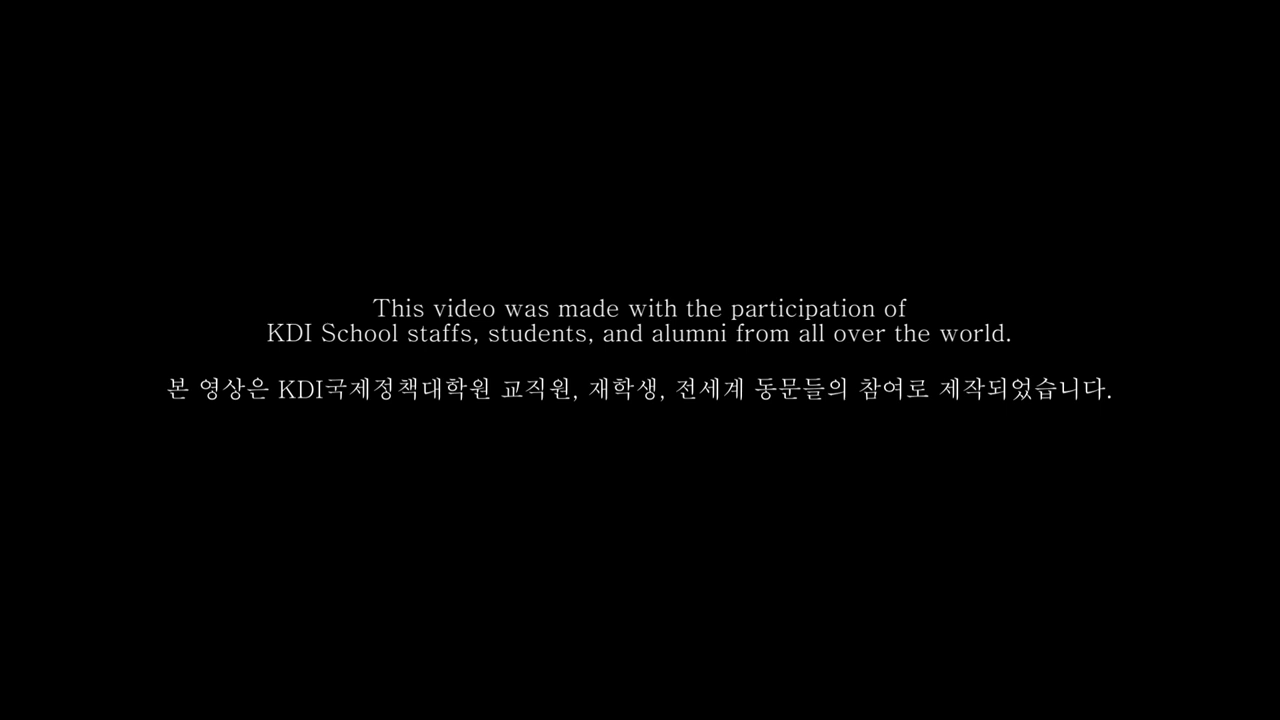 This video was made with the participation of
KDI School staffs, students, and alumni from all over the world.
본 영상은 KDI국제정책대학원 교직원, 재학생, 전세계 동문들의 참여로 제작되었습니다.